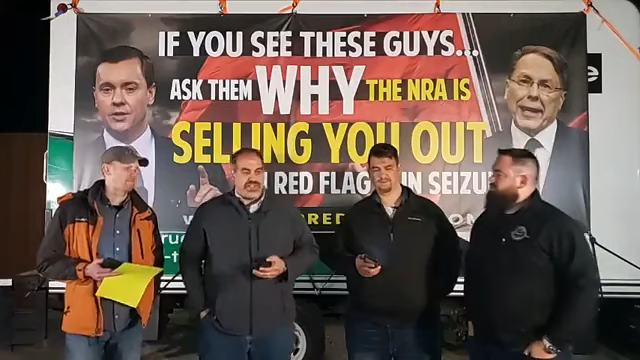 IF YOU SEE THESE GUYS...
ASK THEM WHY THE NRA IS
SELLING YOU OUT
RED FLAG